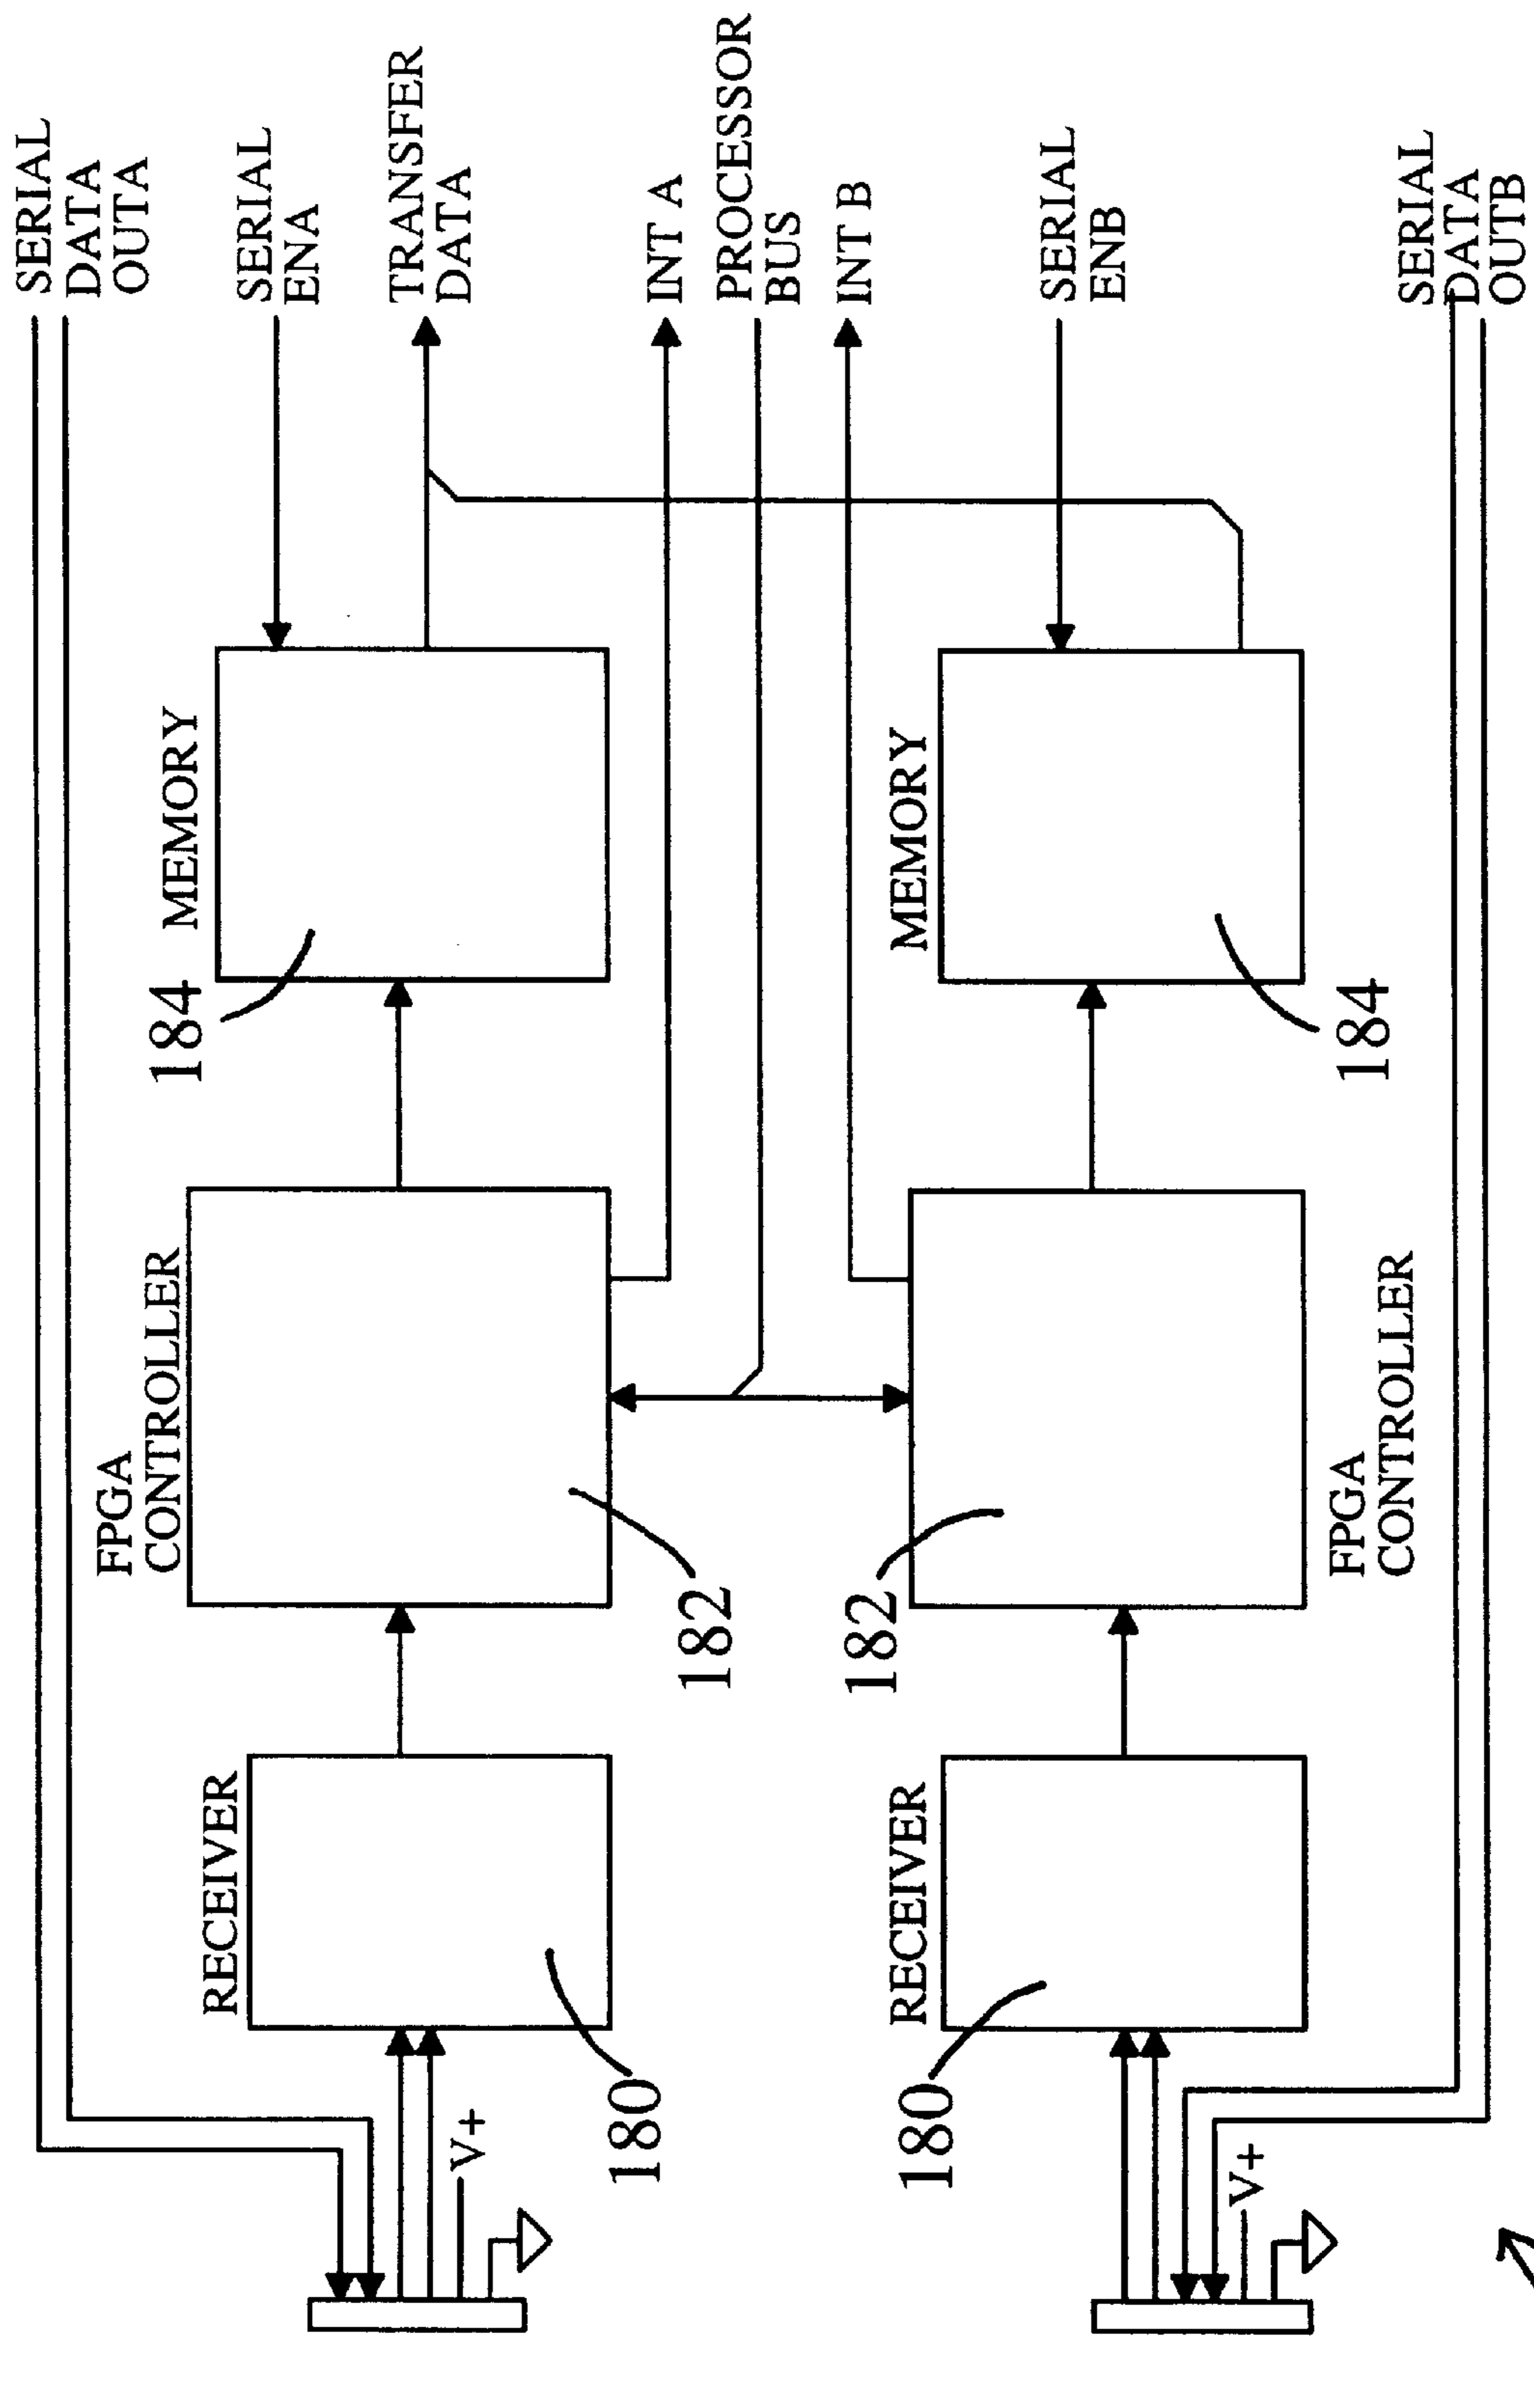 SERIAL
DATA
OUTA
SERIAL
ENA
TRANSFER
DATA
INT A
PROCESSOR
BUS
INT B
SERIAL
ENB
SERIAL
DATA
OUTB
MEMORY
184
MEMORY
184
FPGA
CONTROLLER
182
182
FPGA
CONTROLLER
RECEIVER
180
RECEIVER
180
V+
V+